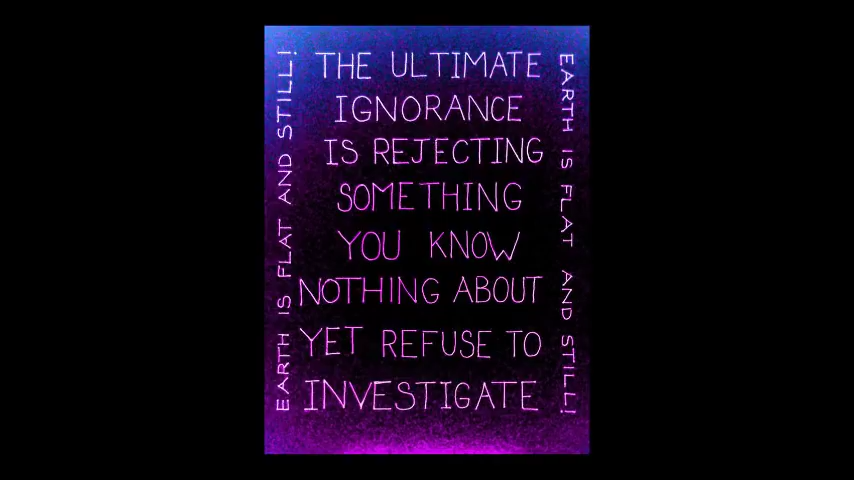 EARTH IS FLAT AND STILL!
THE ULTIMATE
IGNORANCE
IS REJECTING
SOMETHING
YOU KNOW
NOTHING ABOUT
YET REFUSE TO
INVESTIGATE
EARTH IS FLAT AND STILL!